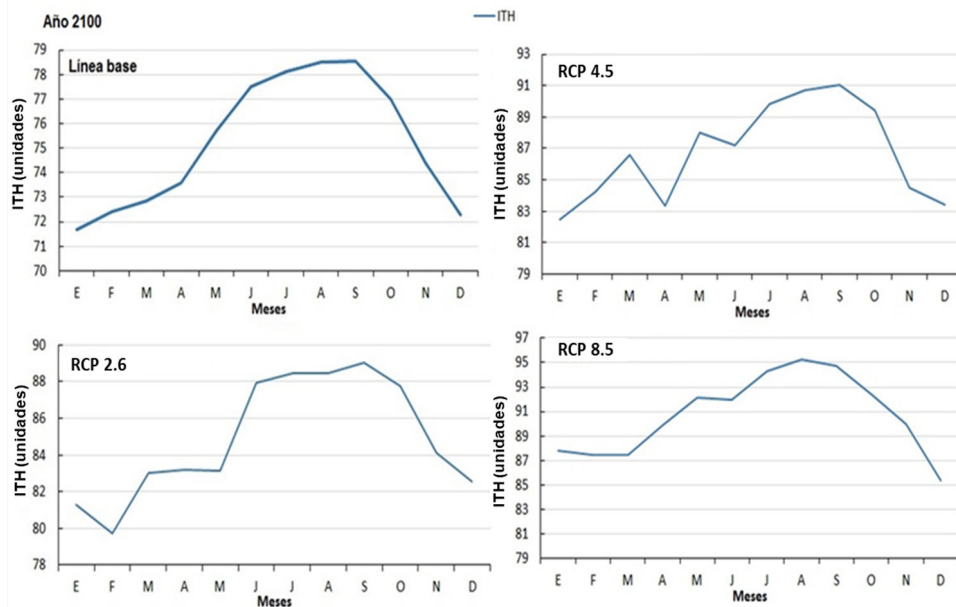 Año 2100
ITH
Línea base
ITH (unidades)
79
78
77
76
75
74
73
72
71
70
E F M A M J J A S O N D
Meses
RCP 4.5
ITH (unidades)
93
91
89
87
85
83
81
79
E F M A M J J A S O N D
Meses
RCP 2.6
ITH (unidades)
90
88
86
84
82
80
78
E F M A M J J A S O N D
Meses
RCP 8.5
ITH (unidades)
97
95
93
91
89
87
85
83
81
79
E F M A M J J A S O N D
Meses